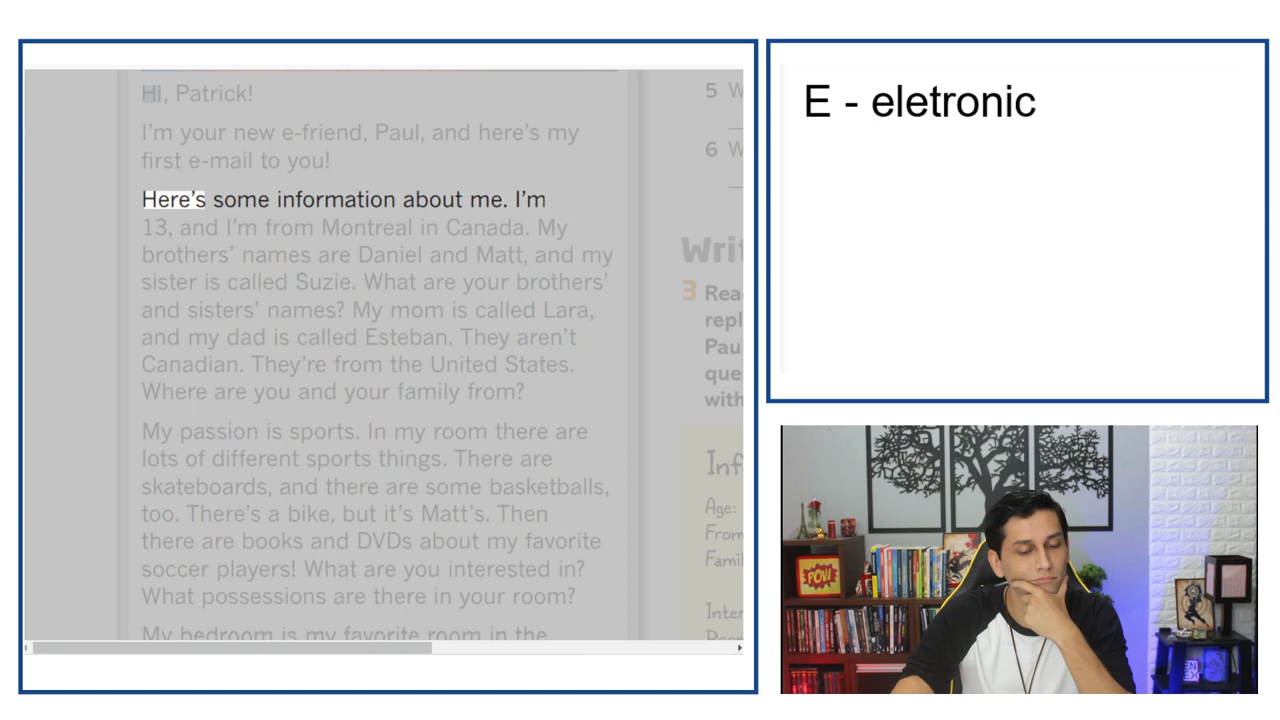 Hi, Patrick!
I'm your new e-friend, Paul, and here's my
first e-mail to you!
Here's some information about me. I'm
13, and I'm from Montreal in Canada. My
brothers' names are Daniel and Matt, and my
sister is called Suzie. What are your brothers'
and sisters' names? My mom is called Lara,
and my dad is called Esteban. They aren't
Canadian. They're from the United States.
Where are you and your family from?
My passion is sports. In my room there are
lots of different sports things. There are
skateboards, and there are some basketballs,
too. There's a bike, but it's Matt's. Then
there are books and DVDs about my favorite
soccer players! What are you interested in?
What possessions are there in your room?
My bedroom is my favorite room in the
5 W
6 W
Writ
3 Rea
repl
Pau
que
with
Inf
Age:
From
Famil
Inter
E - eletronic
POW